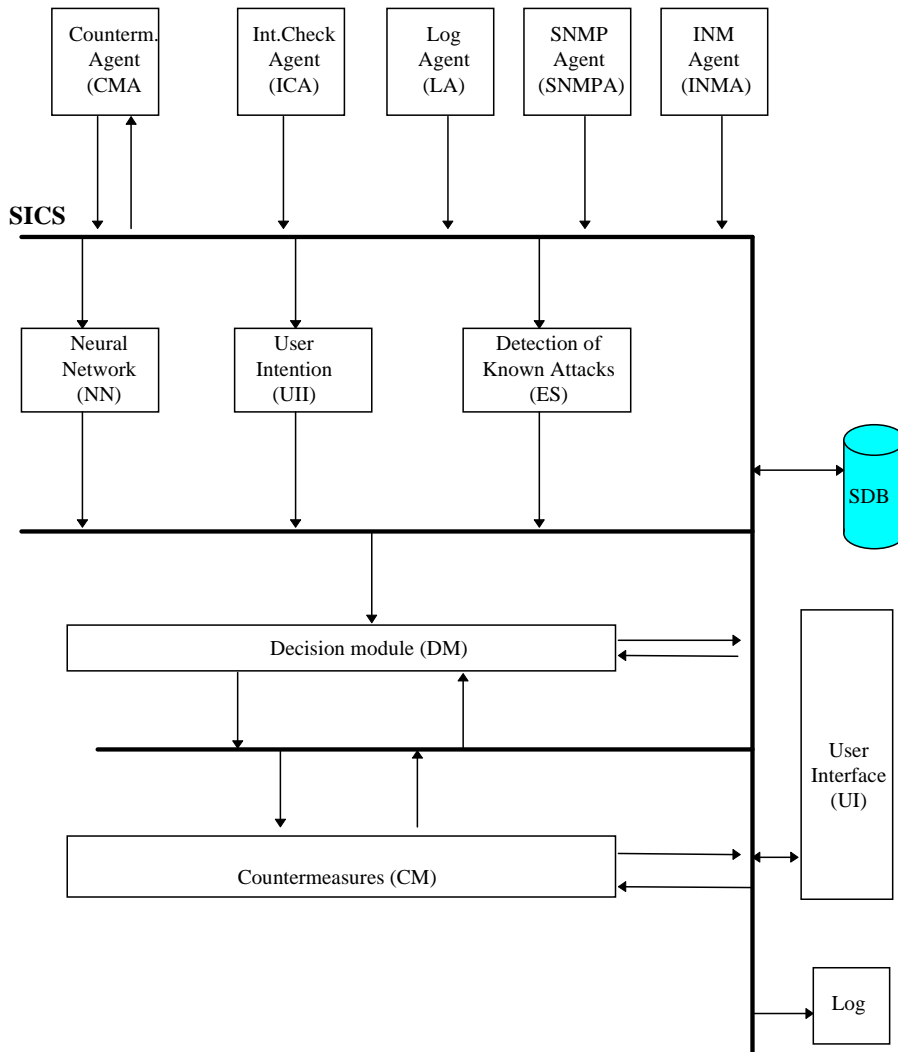 Counterm.
Agent
(CMA
Int.Check
Agent
(ICA)
Log
Agent
(LA)
SNMP
Agent
(SNMPA)
INM
Agent
(INMA)
SICS
Neural
Network
(NN)
User
Intention
(UII)
Detection of
Known Attacks
(ES)
SDB
Decision module (DM)
User
Interface
(UI)
Countermeasures (CM)
Log